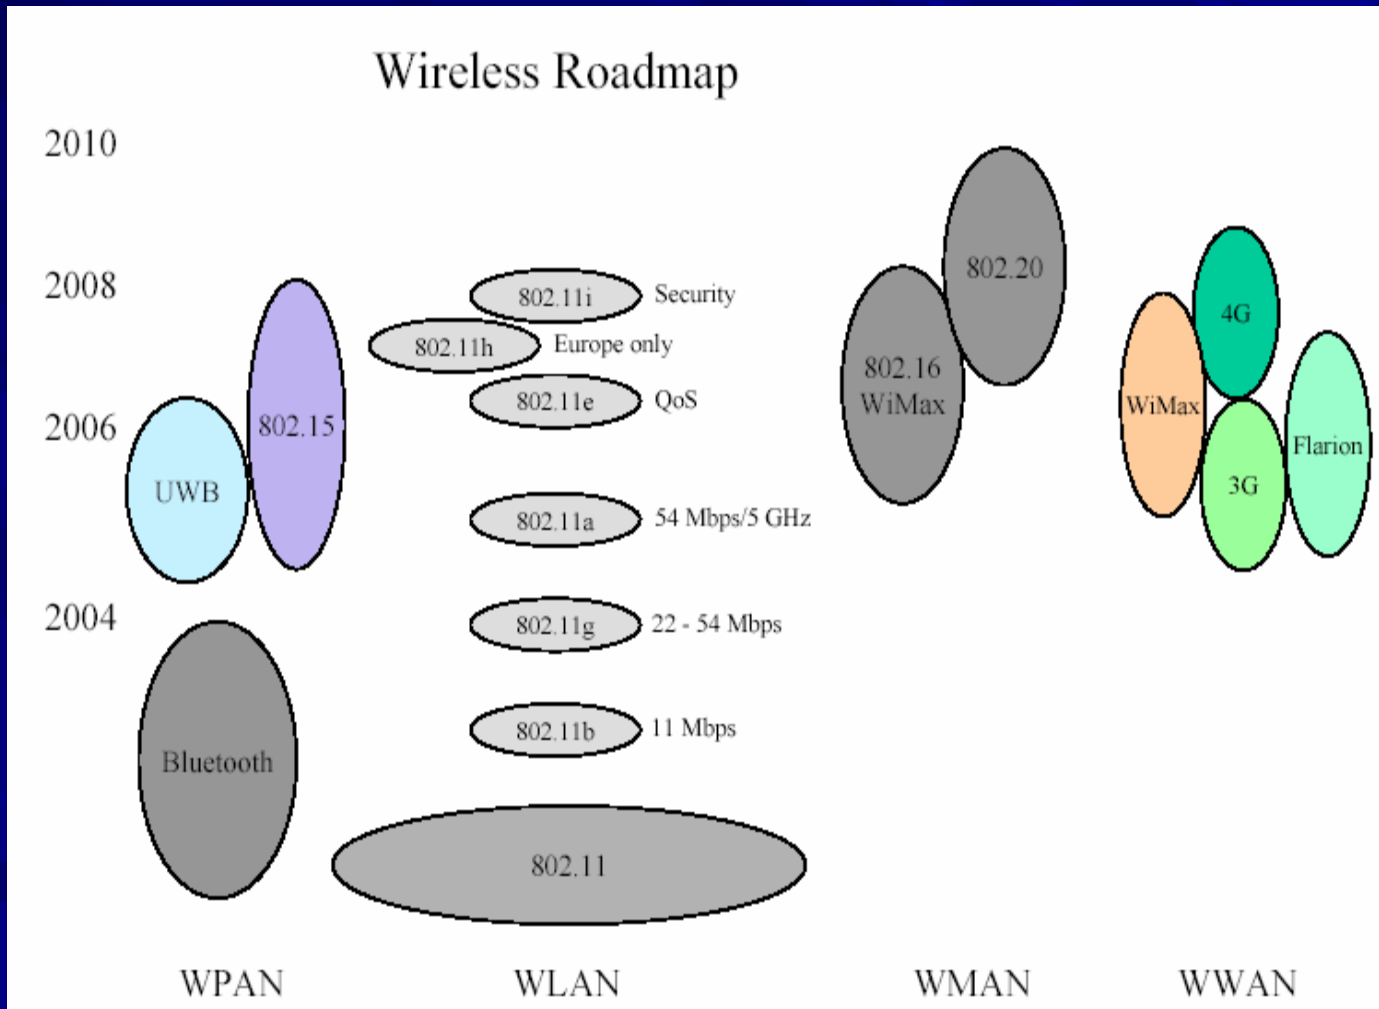 Wireless Roadmap
2010
2008
2006
2004
UWB
802.15
Bluetooth
802.11i Security
802.11h Europe only
802.11e QoS
802.11a 54 Mbps/5 GHz
802.11g 22 - 54 Mbps
802.11b 11 Mbps
802.11
802.20
802.16
WiMax
4G
WiMax
3G
Flarion
WPAN WLAN WMAN WWAN